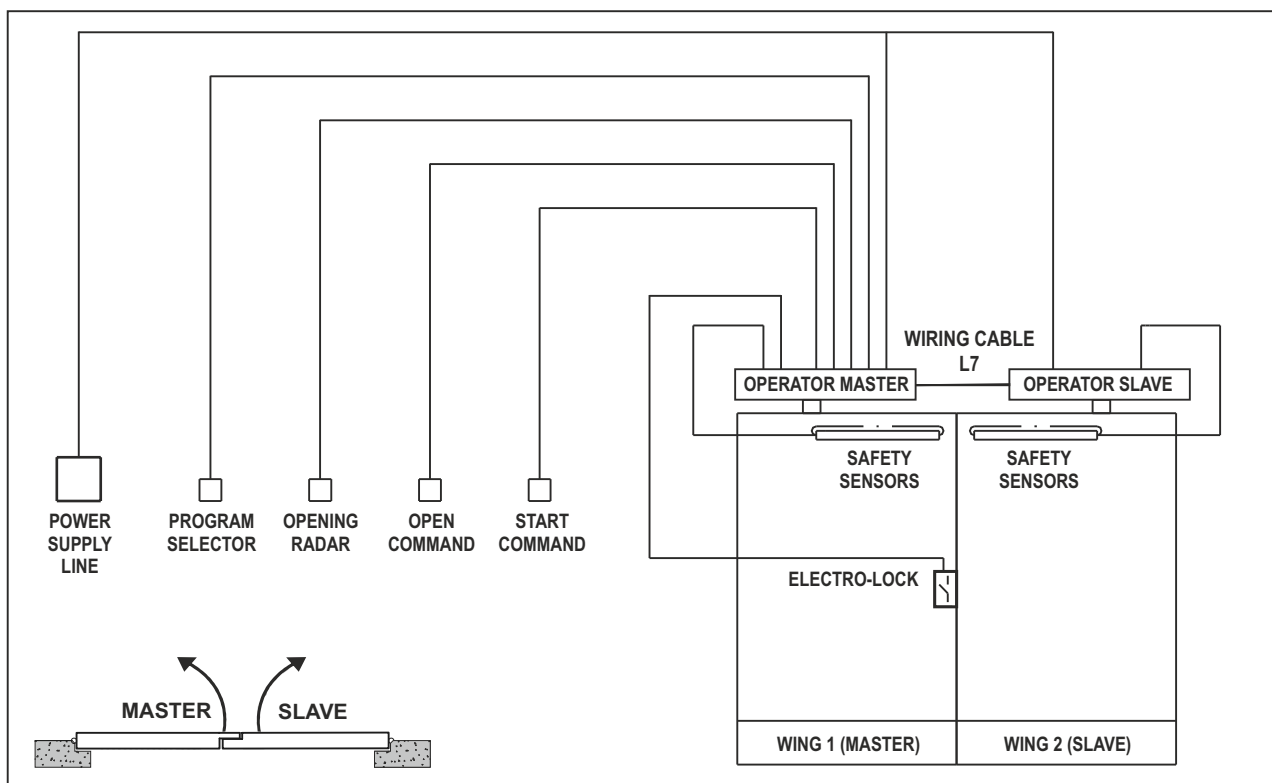 WIRING CABLE
L7
OPERATOR MASTER
OPERATOR SLAVE
SAFETY
SENSORS
SAFETY
SENSORS
POWER
SUPPLY
LINE
PROGRAM
SELECTOR
OPENING
RADAR
OPEN
COMMAND
START
COMMAND
ELECTRO-LOCK
MASTER
SLAVE
WING 1 (MASTER)
WING 2 (SLAVE)